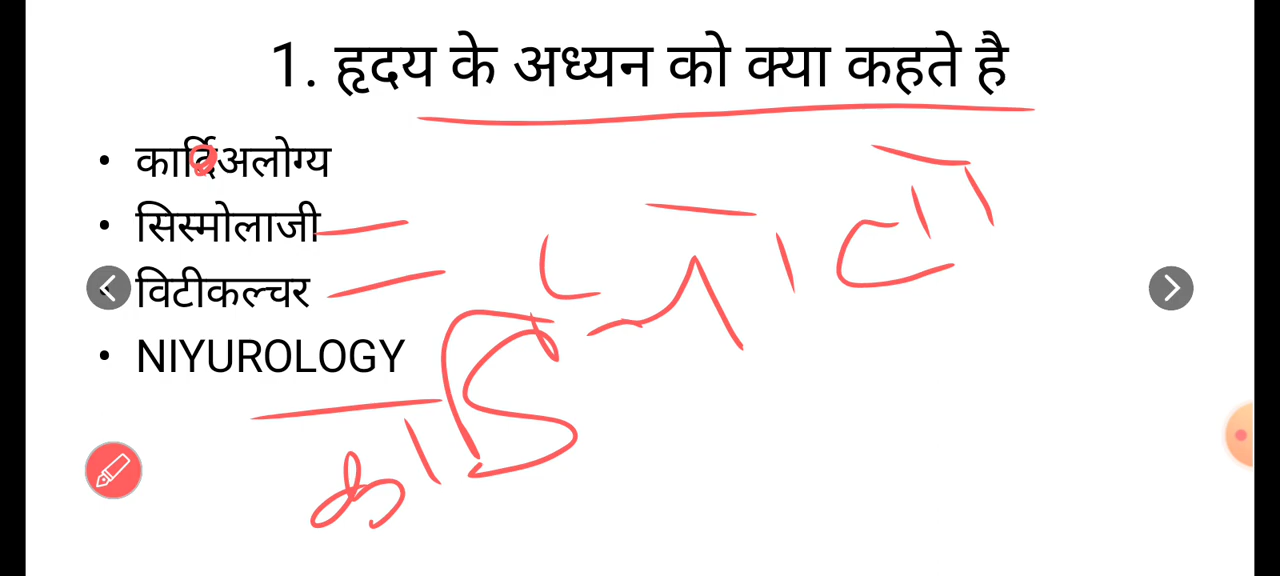 1. हृदय के अध्यन को क्या कहते है
• कार्दिअलोग्य
• सिस्मोलाजी
• विटीकल्चर
• NIYUROLOGY